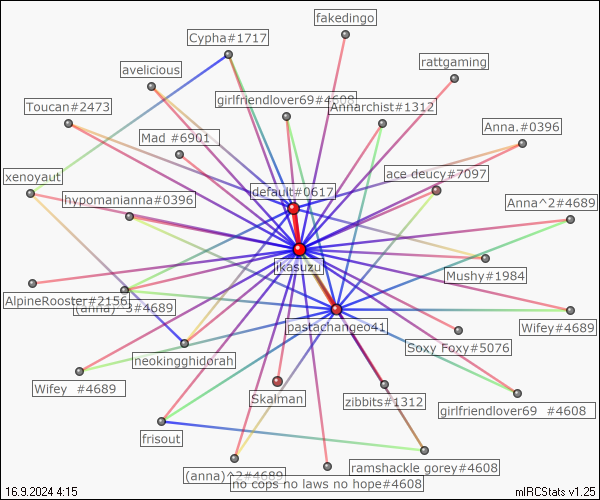 fakedingo
Cypha#1717
rattgaming
avelicious
girlfriendlover69#4608
Annarchist#1312
Toucan#2473
Anna.#0396
Mad #6901
ace deucy#7097
xenoyaut
default#0617
hypomanianna#0396
Anna^2#4689
ikasuzu
Mushy#1984
AlpineRooster#2156
(anna)^3#4689
Wifey#4689
pastachangeo41
Soxy Foxy#5076
neokingghidorah
Wifey  #4689
Skalman
zibbits#1312
girlfriendlover69  #4608
frisout
ramshackle gorey#4608
(anna)^2#4689
no cops no laws no hope#4608
16.9.2024 4:15
mIRCStats v1.25